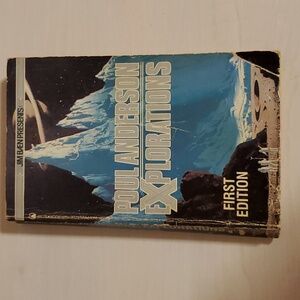 JIM BAEN PRESENTS
POUL ANDERSON
EXPLORATIONS
FIRST
EDITION